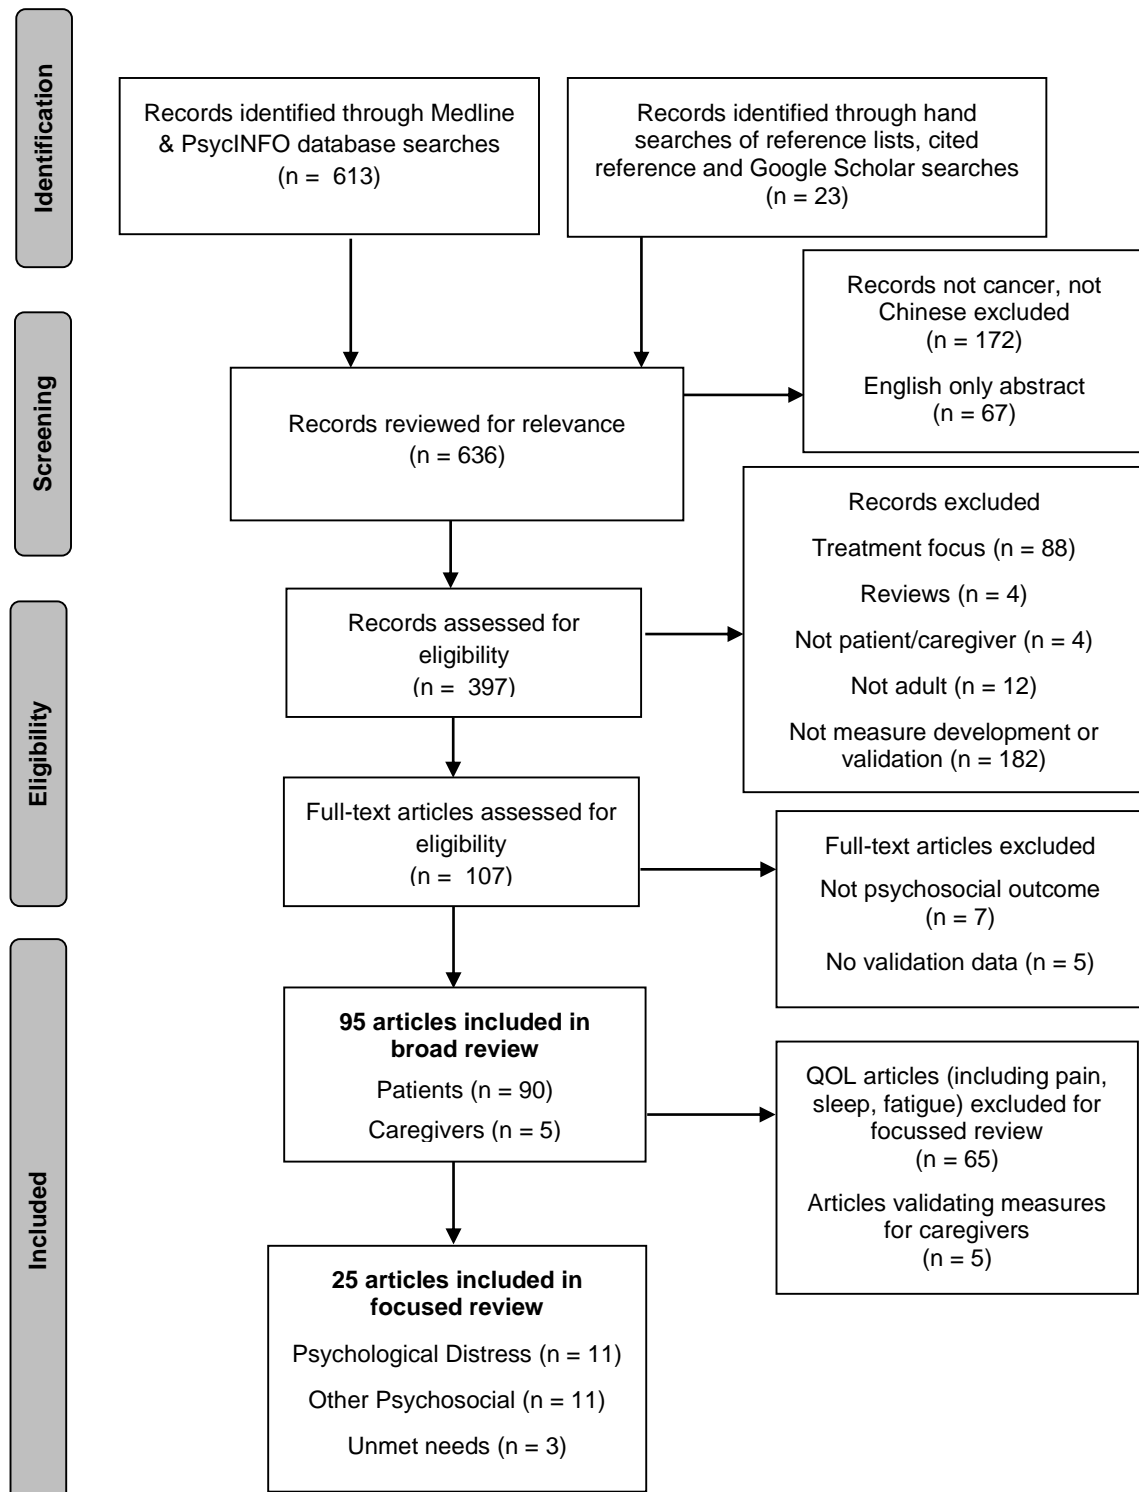 Identification
Records identified through Medline
& PsycINFO database searches
(n =  613)
Records identified through hand
searches of reference lists, cited
reference and Google Scholar searches
(n = 23)
Records not cancer, not
Chinese excluded
(n = 172)
English only abstract
(n = 67)
Screening
Records reviewed for relevance
(n = 636)
Records excluded
Treatment focus (n = 88)
Reviews (n = 4)
Not patient/caregiver (n = 4)
Not adult (n = 12)
Not measure development or
validation (n = 182)
Eligibility
Records assessed for
eligibility
(n =  397)
Full-text articles assessed for
eligibility
(n =  107)
Full-text articles excluded
Not psychosocial outcome
(n = 7)
No validation data (n = 5)
Included
95 articles included in
broad review
Patients (n = 90)
Caregivers (n = 5)
QOL articles (including pain,
sleep, fatigue) excluded for
focussed review
(n = 65)
Articles validating measures
for caregivers
(n = 5)
25 articles included in
focused review
Psychological Distress (n = 11)
Other Psychosocial (n = 11)
Unmet needs (n = 3)